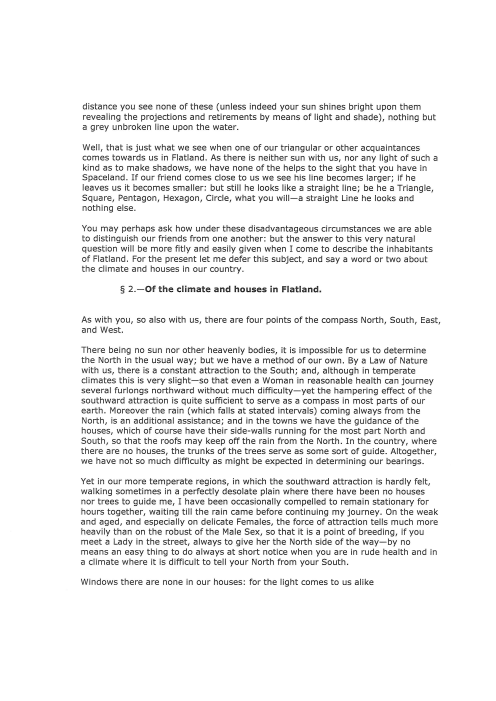 distance you see none of these (unless indeed your sun shines bright upon them
revealing the projections and retirements by means of light and shade), nothing but
a grey unbroken line upon the water.
Well, that is just what we see when one of our triangular or other acquaintances
comes towards us in Flatland. As there is neither sun with us, nor any light of such a
kind as to make shadows, we have none of the helps to the sight that you have in
Spaceland. If our friend comes close to us we see his line becomes larger; if he
leaves us it becomes smaller: but still he looks like a straight line; be he a Triangle,
Square, Pentagon, Hexagon, Circle, what you will—a straight Line he looks and
nothing else.
You may perhaps ask how under these disadvantageous circumstances we are able
to distinguish our friends from one another: but the answer to this very natural
question will be more fitly and easily given when I come to describe the inhabitants
of Flatland. For the present let me defer this subject, and say a word or two about
the climate and houses in our country.
§ 2.—Of the climate and houses in Flatland.
As with you, so also with us, there are four points of the compass North, South, East,
and West.
There being no sun nor other heavenly bodies, it is impossible for us to determine
the North in the usual way; but we have a method of our own. By a Law of Nature
with us, there is a constant attraction to the South; and, although in temperate
climates this is very slight—so that even a Woman in reasonable health can journey
several furlongs northward without much difficulty—yet the hampering effect of the
southward attraction is quite sufficient to serve as a compass in most parts of our
earth. Moreover the rain (which falls at stated intervals) coming always from the
North, is an additional assistance; and in the towns we have the guidance of the
houses, which of course have their side-walls running for the most part North and
South, so that the roofs may keep off the rain from the North. In the country, where
there are no houses, the trunks of the trees serve as some sort of guide. Altogether,
we have not so much difficulty as might be expected in determining our bearings.
Yet in our more temperate regions, in which the southward attraction is hardly felt,
walking sometimes in a perfectly desolate plain where there have been no houses
nor trees to guide me, I have been occasionally compelled to remain stationary for
hours together, waiting till the rain came before continuing my journey. On the weak
and aged, and especially on delicate Females, the force of attraction tells much more
heavily than on the robust of the Male Sex, so that it is a point of breeding, if you
meet a Lady in the street, always to give her the North side of the way—by no
means an easy thing to do always at short notice when you are in rude health and in
a climate where it is difficult to tell your North from your South.
Windows there are none in our houses: for the light comes to us alike